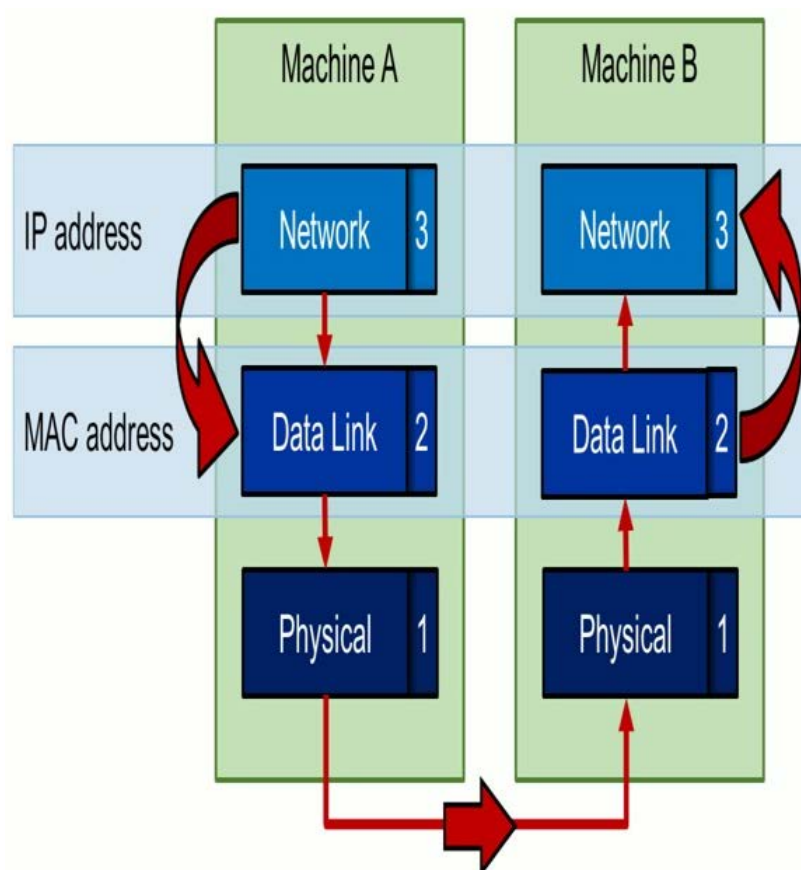 Machine A
Machine B
IP address
Network 3
Network 3
MAC address
Data Link 2
Data Link 2
Physical 1
Physical 1